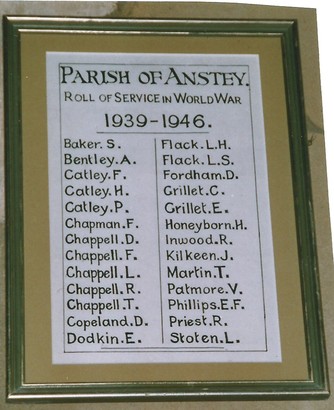 PARISH OF ANSTEY.
ROLL OF SERVICE IN WORLD WAR
1939-1946.
Baker. S.
Bentley. A.
Catley. F.
Catley. H.
Catley. P.
Chapman. F.
Chappell. D.
Chappell. F.
Chappell. L.
Chappell. R.
Chappell. T.
Copeland. D.
Dodkin. E.
Flack. L.H.
Flack. L.S.
Fordham. D.
Grillet. C.
Grillet. E.
Honeyborn. H.
Inwood. R.
Kilkeen. J.
Martin. T.
Patmore. V.
Phillips. E.F.
Priest. R.
Stoten. L.